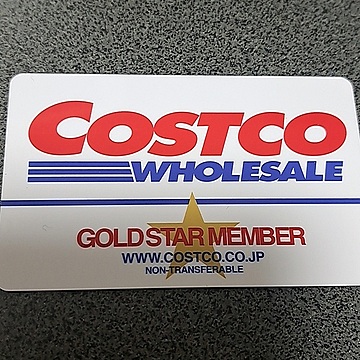 COSTCO
WHOLESALE
GOLD STAR MEMBER
WWW.COSTCO.CO.JP
NON-TRANSFERABLE